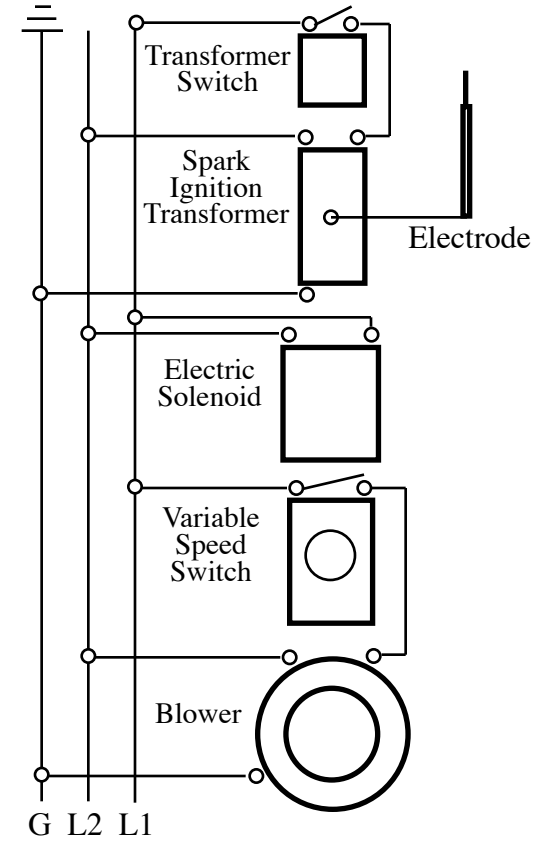 Transformer
Switch
Spark
Ignition
Transformer
Electrode
Electric
Solenoid
Variable
Speed
Switch
Blower
G L2 L1